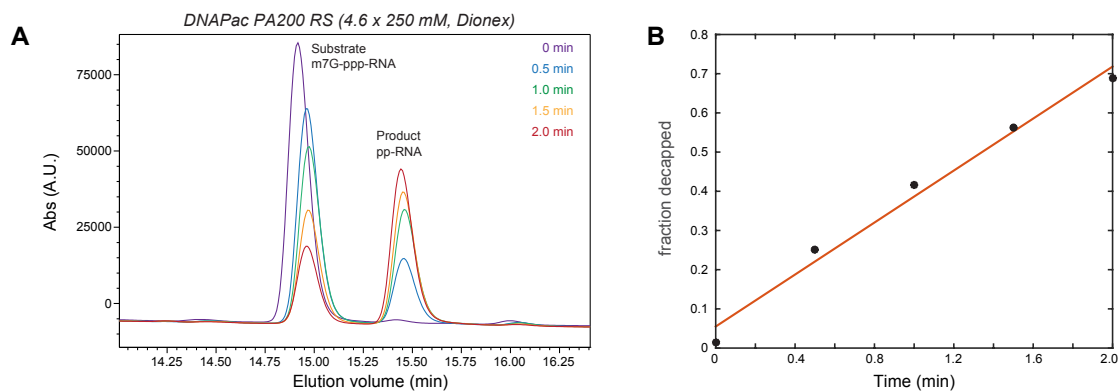 DNAPac PA200 RS (4.6 x 250 mM, Dionex)
A
Substrate
m7G-ppp-RNA
0 min
0.5 min
1.0 min
1.5 min
2.0 min
Product
pp-RNA
75000
50000
25000
0
Abs (A.U.)
14.25 14.50 14.75 15.00 15.25 15.50 15.75 16.00 16.25
Elution volume (min)
B
0.8
0.7
0.6
0.5
0.4
0.3
0.2
0.1
0
fraction decapped
0 0.4 0.8 1.2 1.6 2.0
Time (min)